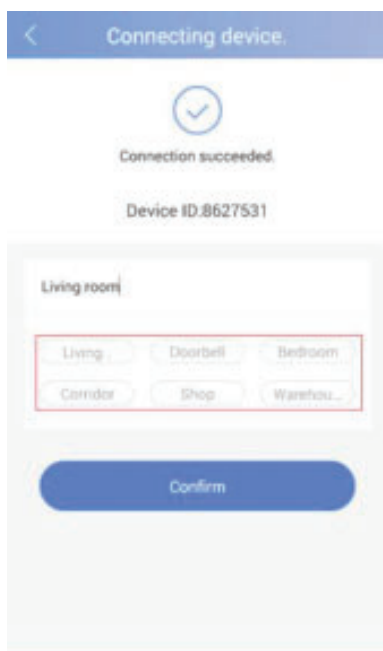 Connecting device.
Connection succeeded.
Device ID:8627531
Living room
Living Doorbell Bedroom
Corridor Shop Warehou...
Confirm